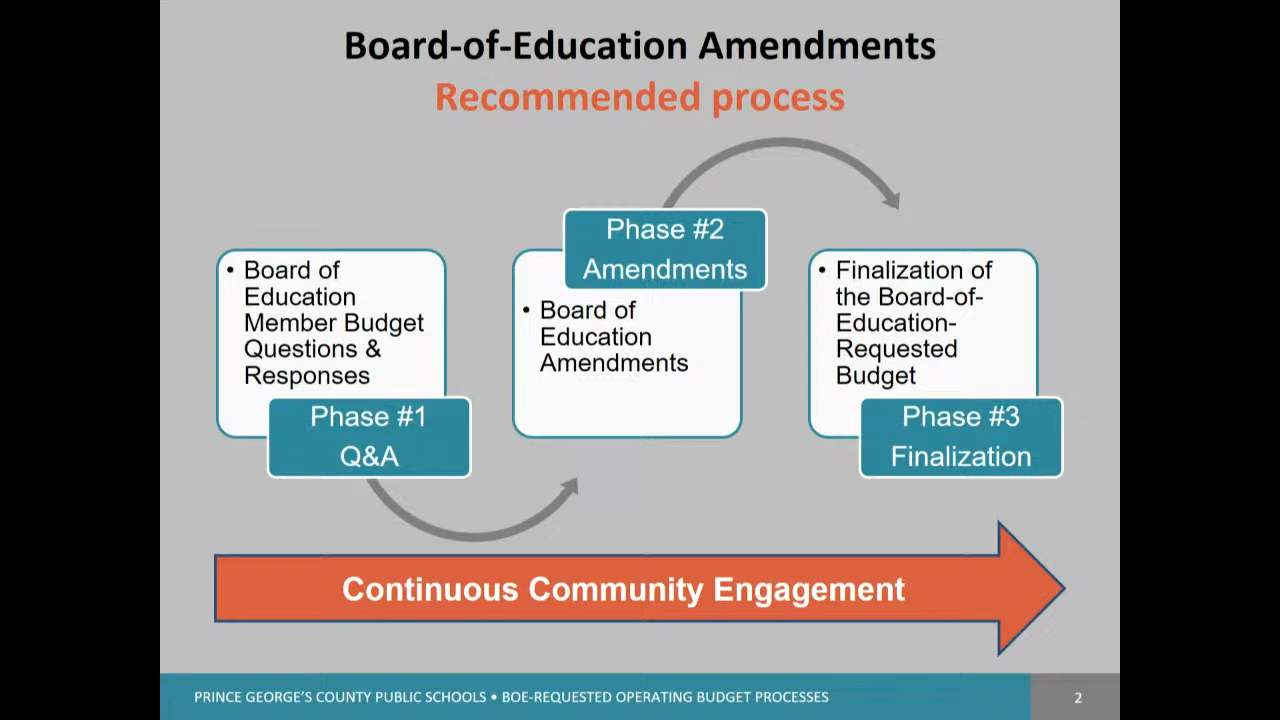 Board-of-Education Amendments
Recommended process
• Board of
Education
Member Budget
Questions &
Responses
Phase #1
Q&A
Phase #2
Amendments
• Board of
Education
Amendments
• Finalization of
the Board-of-
Education-
Requested
Budget
Phase #3
Finalization
Continuous Community Engagement
PRINCE GEORGE'S COUNTY PUBLIC SCHOOLS • BOE-REQUESTED OPERATING BUDGET PROCESSES
2